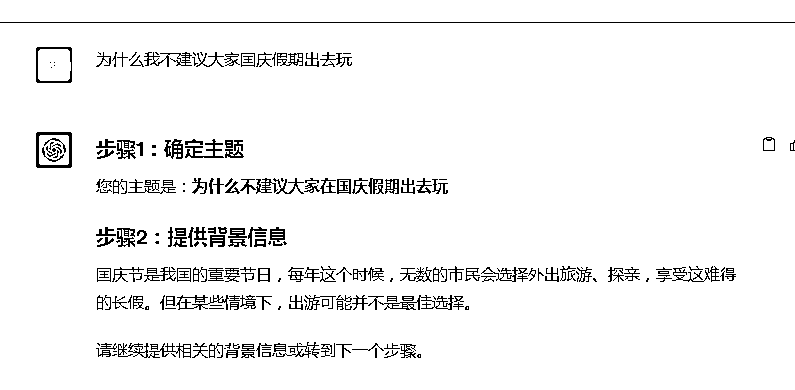 为什么我不建议大家国庆假期出去玩
步骤1：确定主题
您的主题是：为什么不建议大家在国庆假期出去玩
步骤2：提供背景信息
国庆节是我国的重要节日，每年这个时候，无数的市民会选择外出旅游、探亲，享受这难得
的长假。但在某些情境下，出游可能并不是最佳选择。
请继续提供相关的背景信息或转到下一个步骤。